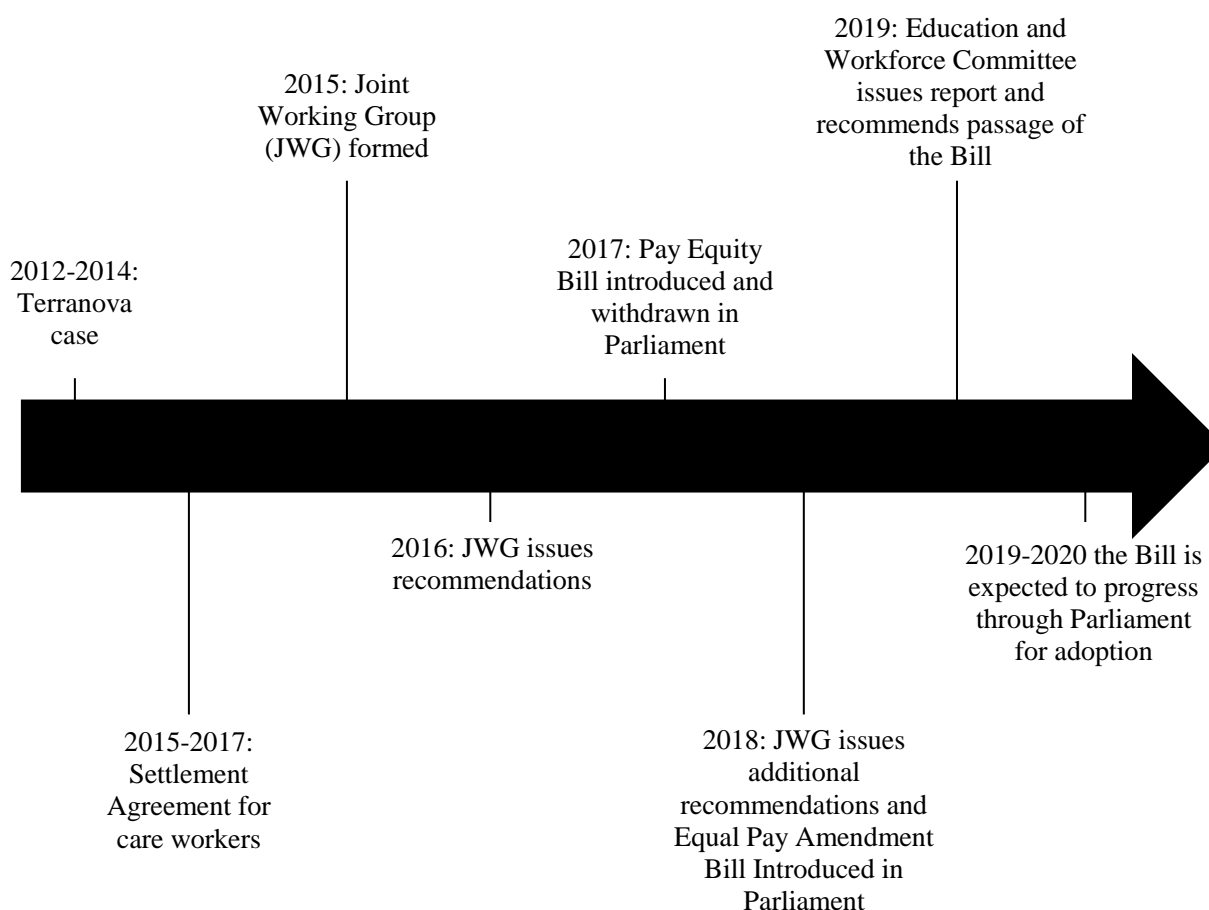 2012-2014:
Terranova
case
2015-2017:
Settlement
Agreement for
care workers
2015: Joint
Working Group
(JWG) formed
2016: JWG issues
recommendations
2017: Pay Equity
Bill introduced and
withdrawn in
Parliament
2018: JWG issues
additional
recommendations and
Equal Pay Amendment
Bill Introduced in
Parliament
2019: Education and
Workforce Committee
issues report and
recommends passage of
the Bill
2019-2020 the Bill is
expected to progress
through Parliament
for adoption